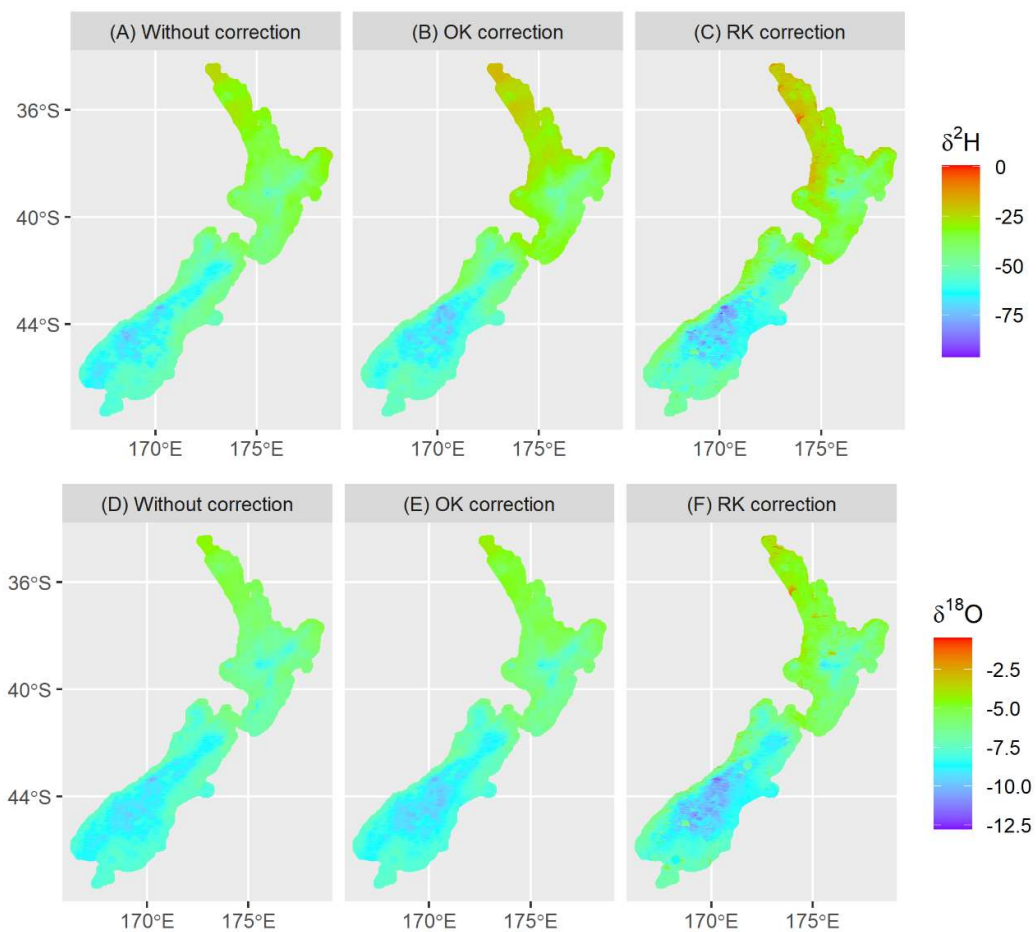 (A) Without correction
(B) OK correction
(C) RK correction
36°S
40°S
44°S
170°E
175°E
170°E
175°E
170°E
175°E
δ²H
0
-25
-50
-75
(D) Without correction
(E) OK correction
(F) RK correction
36°S
40°S
44°S
170°E
175°E
170°E
175°E
170°E
175°E
δ¹⁸O
-2.5
-5.0
-7.5
-10.0
-12.5